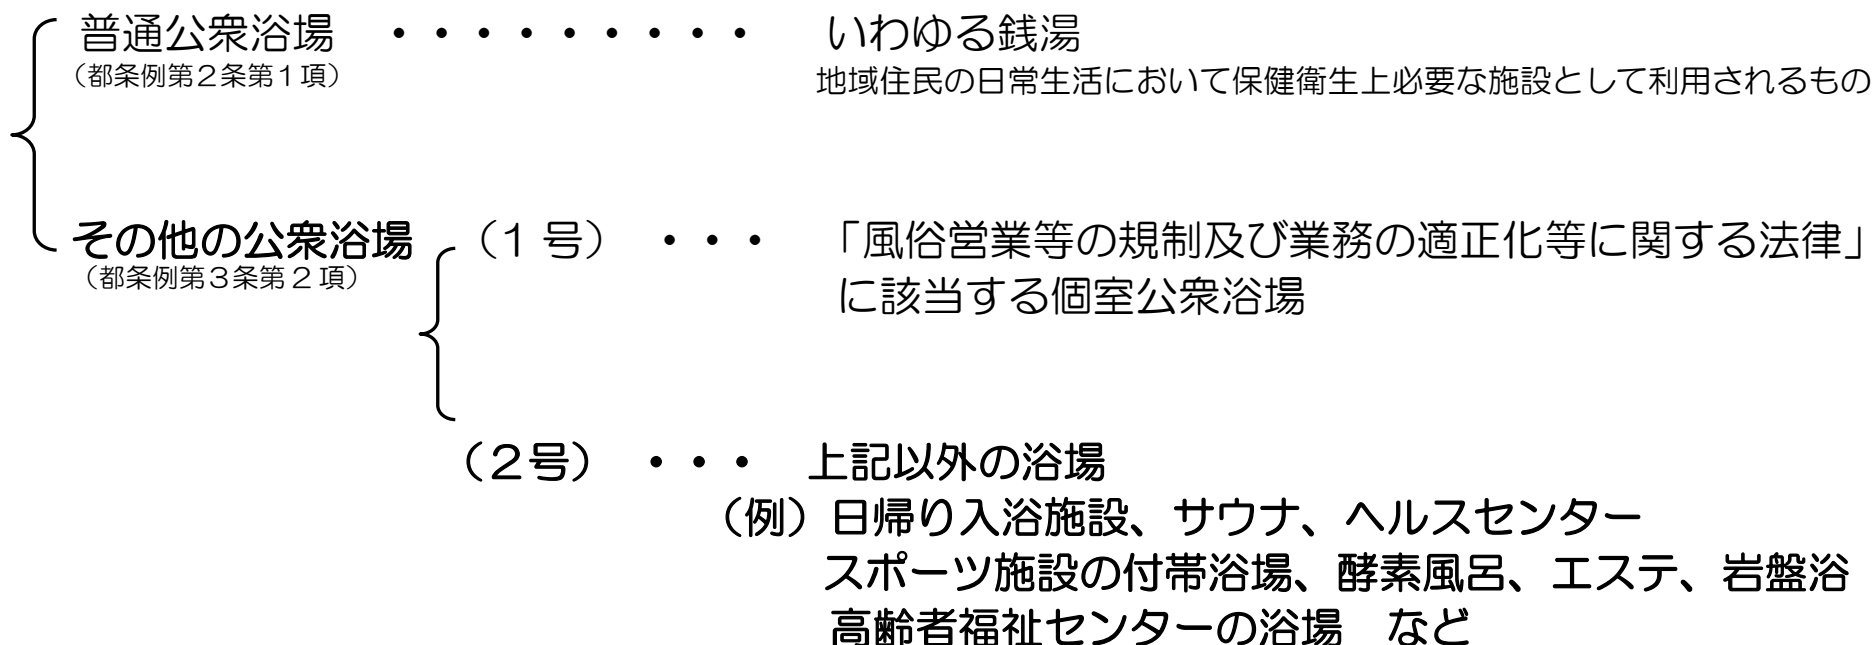 普通公衆浴場　・・・・・・・・・　いわゆる銭湯
（都条例第２条第１項）　地域住民の日常生活において保健衛生上必要な施設として利用されるもの
その他の公衆浴場　（１号）　・・・　「風俗営業等の規制及び業務の適正化等に関する法律」
（都条例第３条第２項）　に該当する個室公衆浴場
（２号）　・・・　上記以外の浴場
（例）日帰り入浴施設、サウナ、ヘルスセンター
スポーツ施設の付帯浴場、酵素風呂、エステ、岩盤浴
高齢者福祉センターの浴場　など